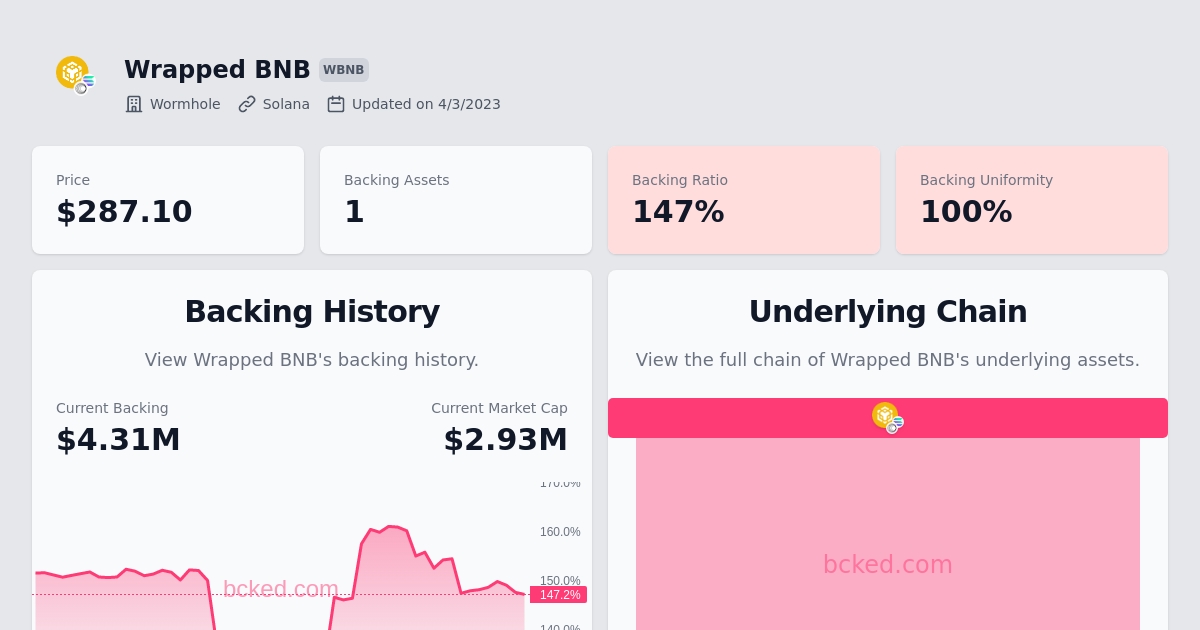 Wrapped BNB WBNB
Wormhole Solana Updated on 4/3/2023
Price
$287.10
Backing Assets
1
Backing Ratio
147%
Backing Uniformity
100%
Backing History
View Wrapped BNB's backing history.
Current Backing
$4.31M
Current Market Cap
$2.93M
170.0%
160.0%
150.0%
147.2%
140.0%
bcked.com
Underlying Chain
View the full chain of Wrapped BNB's underlying assets.
bcked.com